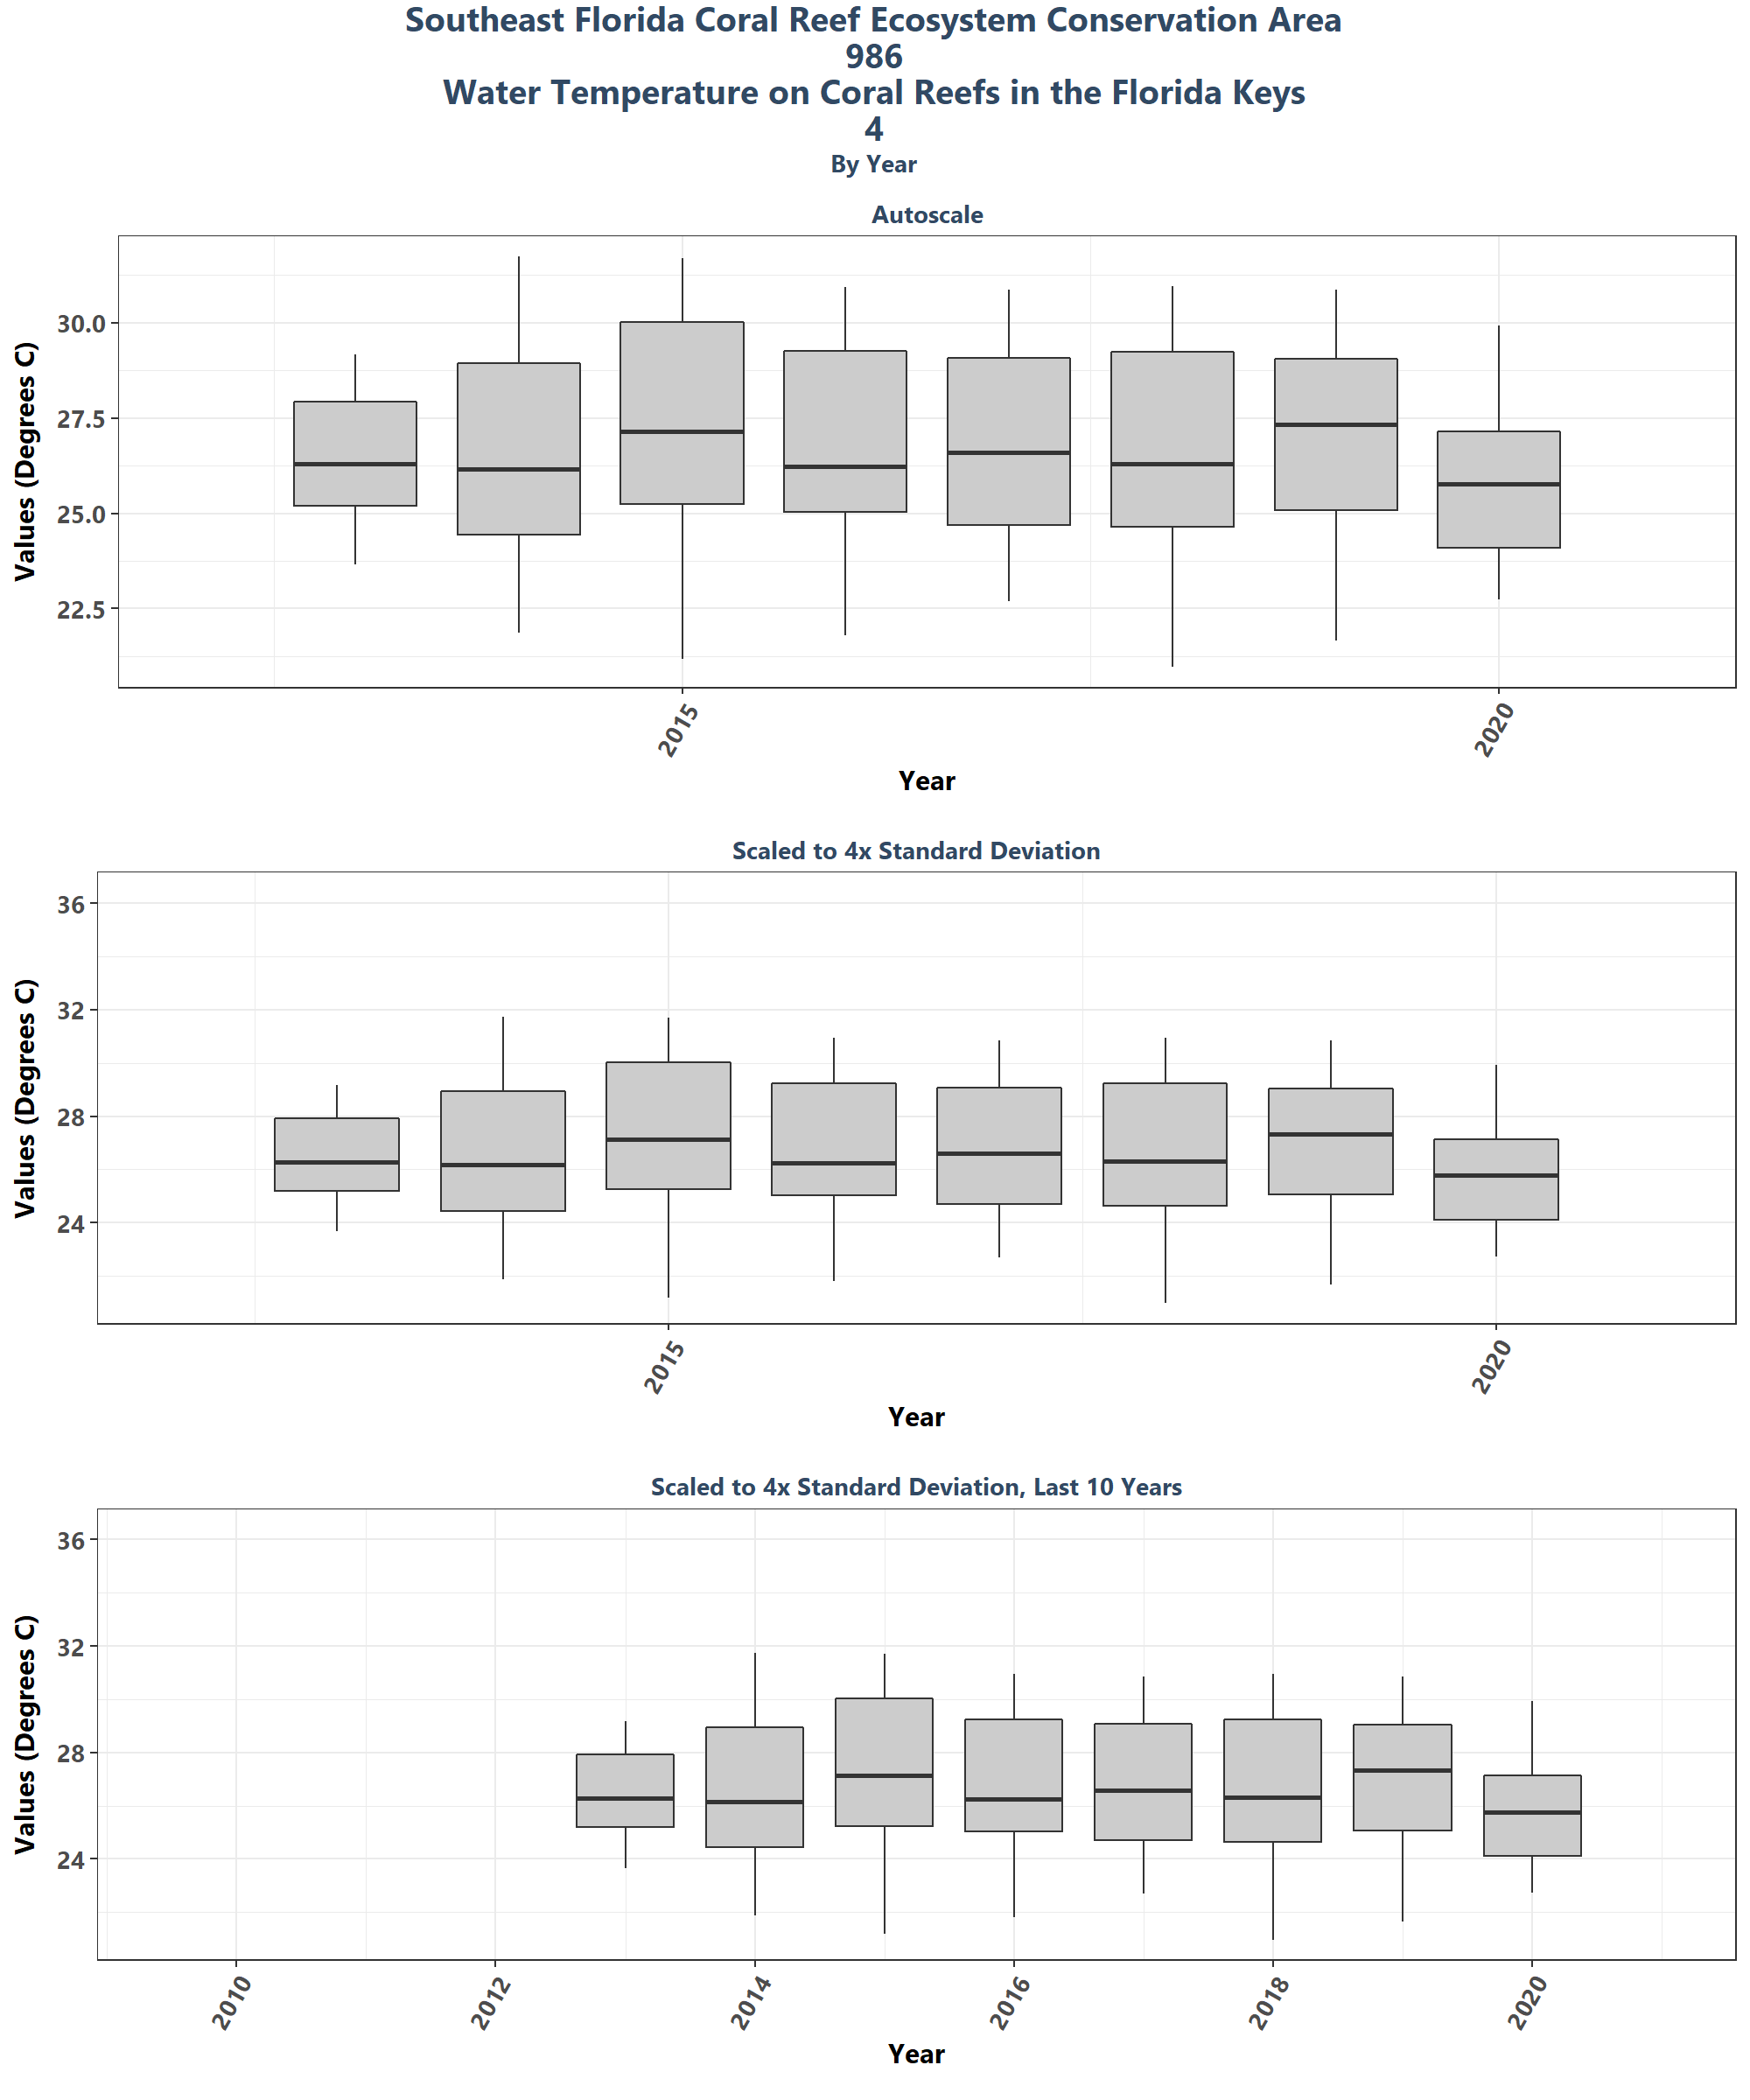 Southeast Florida Coral Reef Ecosystem Conservation Area
986
Water Temperature on Coral Reefs in the Florida Keys
4
By Year
Autoscale
Values (Degrees C)
30.0
27.5
25.0
22.5
2015
2020
Year
Scaled to 4x Standard Deviation
Values (Degrees C)
36
32
28
24
2015
2020
Year
Scaled to 4x Standard Deviation, Last 10 Years
Values (Degrees C)
36
32
28
24
2010
2012
2014
2016
2018
2020
Year